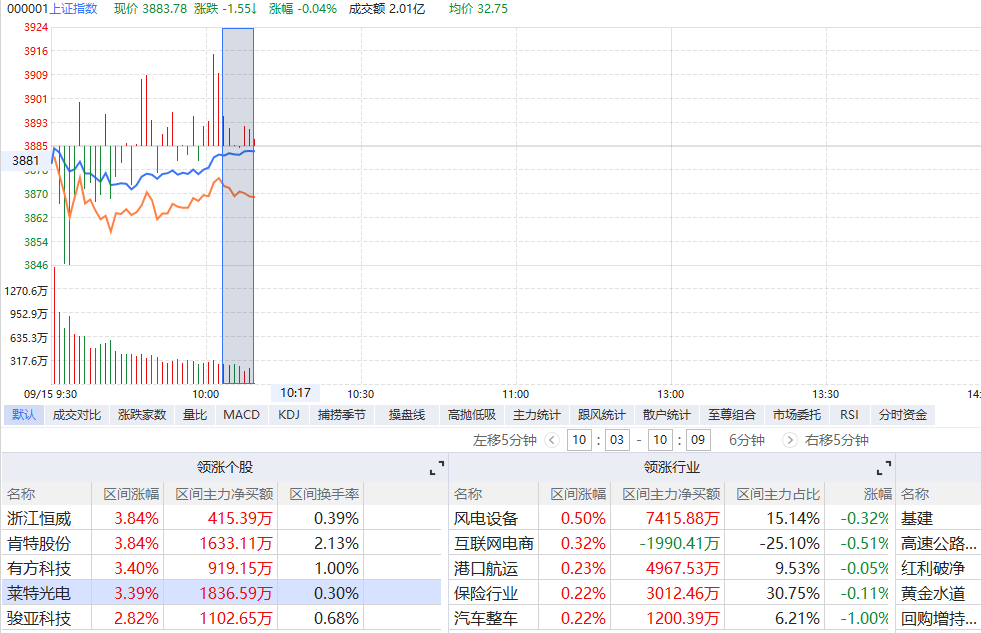 000001上证指数 现价 3883.78 涨跌 -1.55↓ 涨幅 -0.04% 成交额 2.01亿 均价 32.75
3924
3916
3909
3901
3893
3885
3881
3870
3862
3854
3846
1270.6万
952.9万
635.3万
317.6万
09/15 9:30 10:00 10:17 10:30 11:00 13:00 13:30 14:
默认 成交对比 涨跌家数 量比 MACD KDJ 捕捞季节 操盘线 高抛低吸 主力统计 跟风统计 散户统计 至尊组合 市场委托 RSI 分时资金
左移5分钟 10 : 03 - 10 : 09 6分钟 右移5分钟
领涨个股 领涨行业
名称 区间涨幅 区间主力净买额 区间换手率 名称 区间涨幅 区间主力净买额 区间主力占比 涨幅 名称
浙江恒威 3.84% 415.39万 0.39% 风电设备 0.50% 7415.88万 15.14% -0.32% 基建
肯特股份 3.84% 1633.11万 2.13% 互联网电商 0.32% -1990.41万 -25.10% -0.51% 高速公路...
有方科技 3.40% 919.15万 1.00% 港口航运 0.23% 4967.53万 9.53% -0.05% 红利破净
莱特光电 3.39% 1836.59万 0.30% 保险行业 0.22% 3012.46万 30.75% -0.11% 黄金水道
骏亚科技 2.82% 1102.65万 0.68% 汽车整车 0.22% 1200.39万 6.21% -1.00% 回购增持...